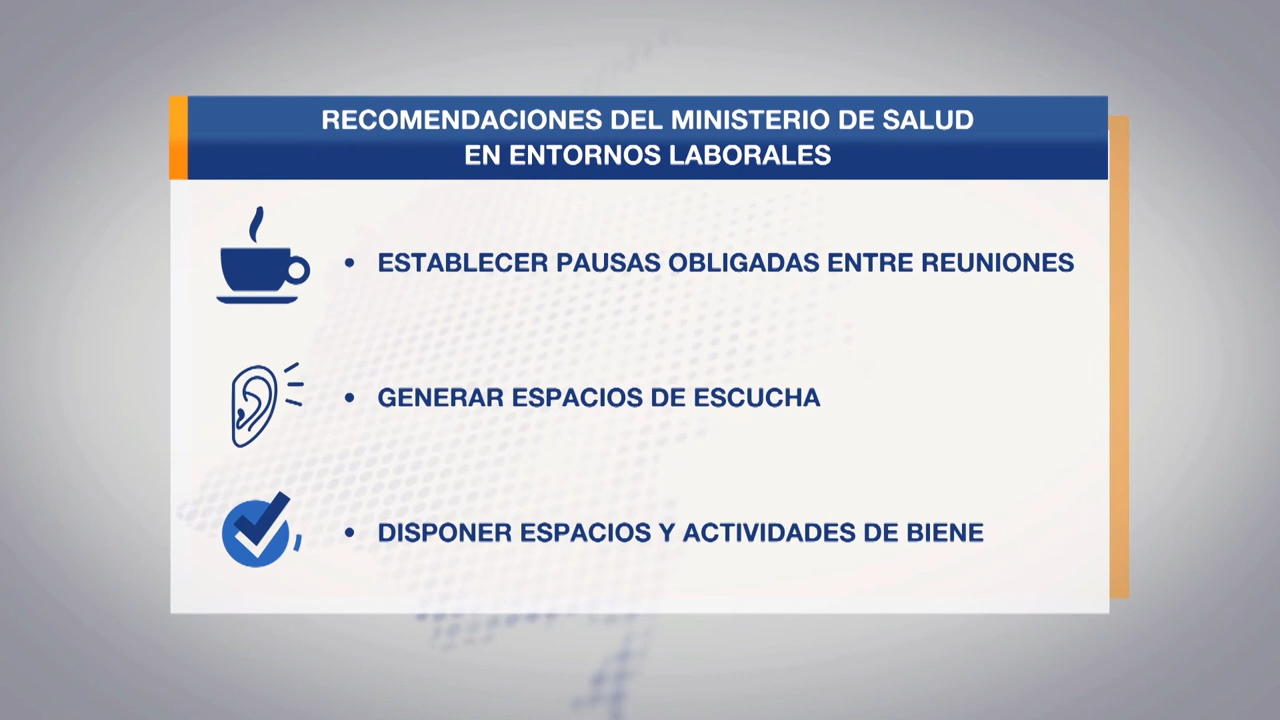 RECOMENDACIONES DEL MINISTERIO DE SALUD
EN ENTORNOS LABORALES
• ESTABLECER PAUSAS OBLIGADAS ENTRE REUNIONES
• GENERAR ESPACIOS DE ESCUCHA
• DISPONER ESPACIOS Y ACTIVIDADES DE BIENE